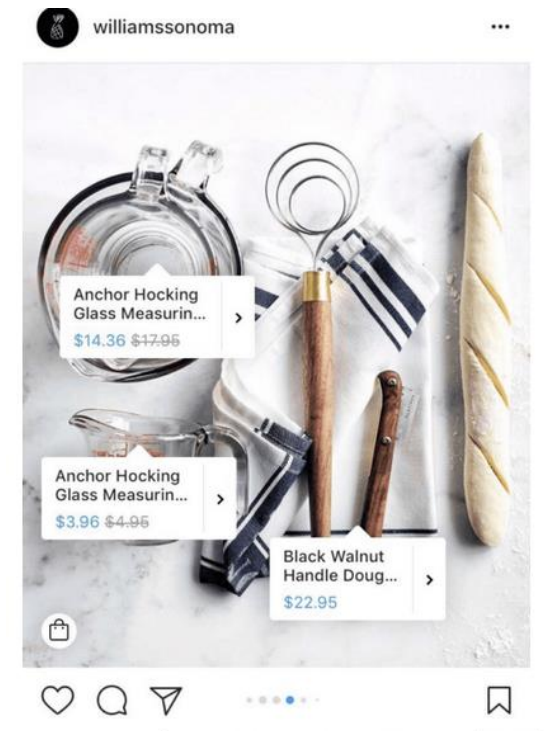 williamssonoma
Anchor Hocking
Glass Measurin...
$14.36 $17.95
Anchor Hocking
Glass Measurin...
$3.96 $4.95
Black Walnut
Handle Doug...
$22.95